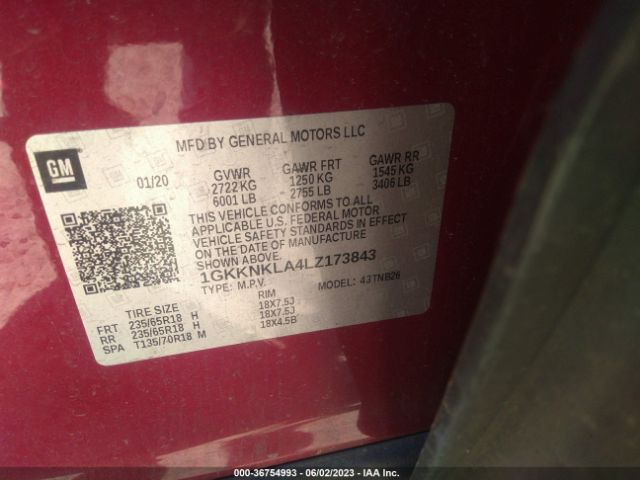 MFD BY GENERAL MOTORS LLC
GM
01/20
GVWR GAWR FRT GAWR RR
2722 KG 1250 KG 1545 KG
6001 LB 2755 LB 3406 LB
THIS VEHICLE CONFORMS TO ALL
APPLICABLE U.S. FEDERAL MOTOR
VEHICLE SAFETY STANDARDS IN EFFECT
ON THE DATE OF MANUFACTURE
SHOWN ABOVE.
1GKKNKLA4LZ173843
TYPE: M.P.V. MODEL: 43TNB26
TIRE SIZE RIM
FRT 235/65R18 H 18X7.5J
RR 235/65R18 H 18X7.5J
SPA T135/70R18 M 18X4.5B
000-36754993 - 06/02/2023 - IAA Inc.